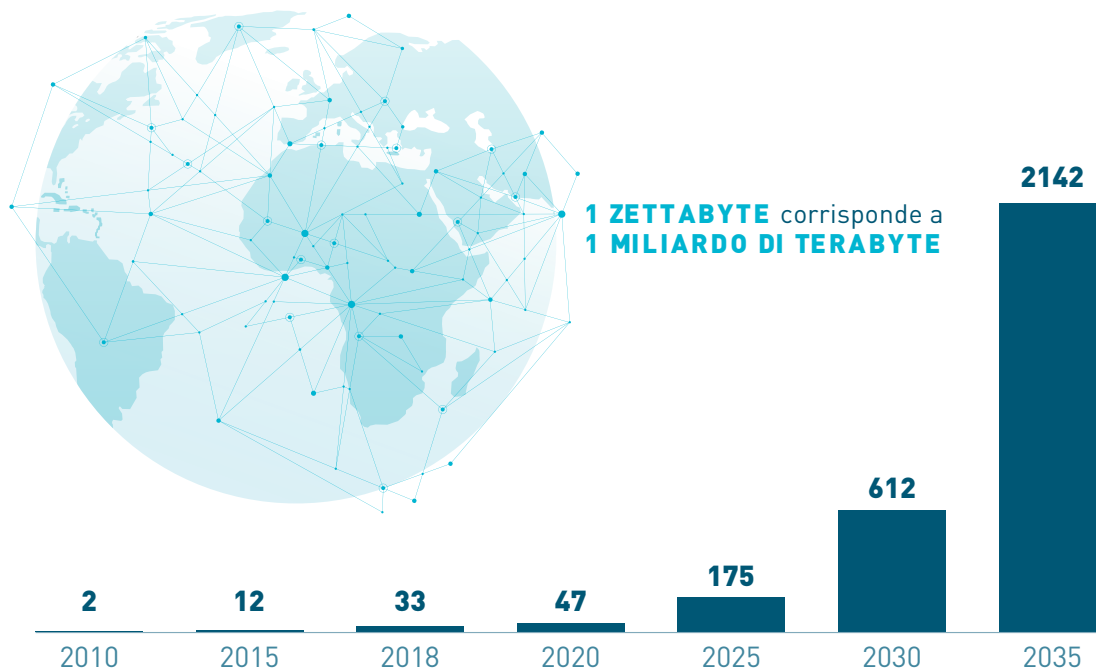 1 ZETTABYTE corrisponde a
1 MILIARDO DI TERABYTE
2 12 33 47 175 612 2142
2010 2015 2018 2020 2025 2030 2035